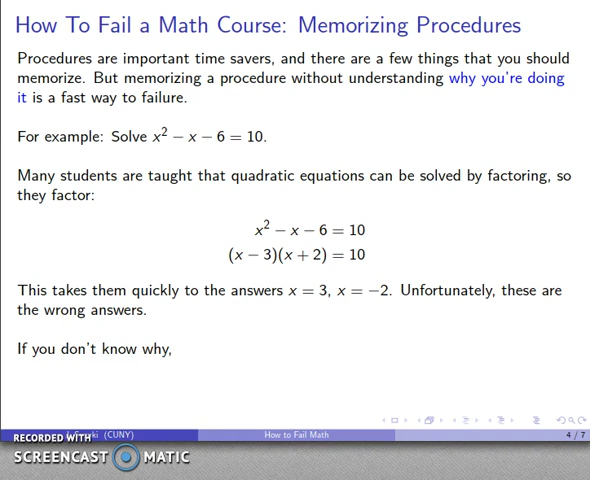 How To Fail a Math Course: Memorizing Procedures
Procedures are important time savers, and there are a few things that you should
memorize. But memorizing a procedure without understanding why you're doing
it is a fast way to failure.
For example: Solve x² − x − 6 = 10.
Many students are taught that quadratic equations can be solved by factoring, so
they factor:
x² − x − 6 = 10
(x − 3)(x + 2) = 10
This takes them quickly to the answers x = 3, x = −2. Unfortunately, these are
the wrong answers.
If you don't know why,
(CUNY) How to Fail Math 4 / 7
RECORDED WITH
SCREENCAST MATIC